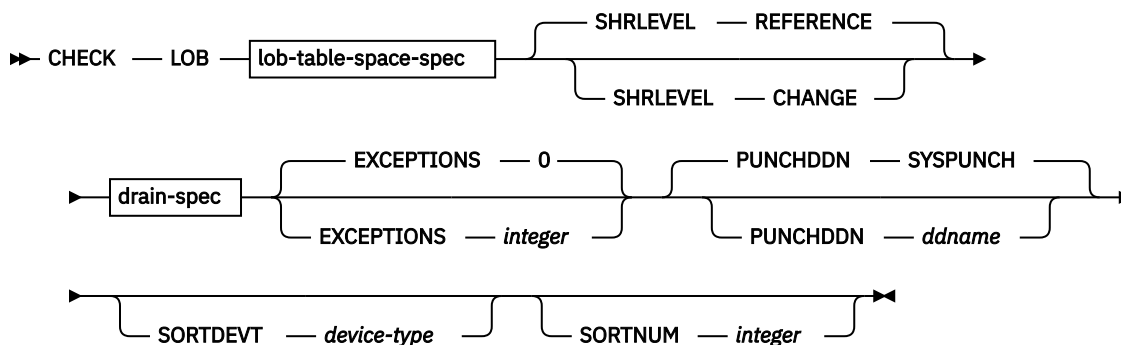 SHRLEVEL REFERENCE
CHECK LOB lob-table-space-spec
SHRLEVEL CHANGE
EXCEPTIONS 0 PUNCHDDN SYSPUNCH
drain-spec
EXCEPTIONS integer PUNCHDDN ddname
SORTDEVT device-type SORTNUM integer